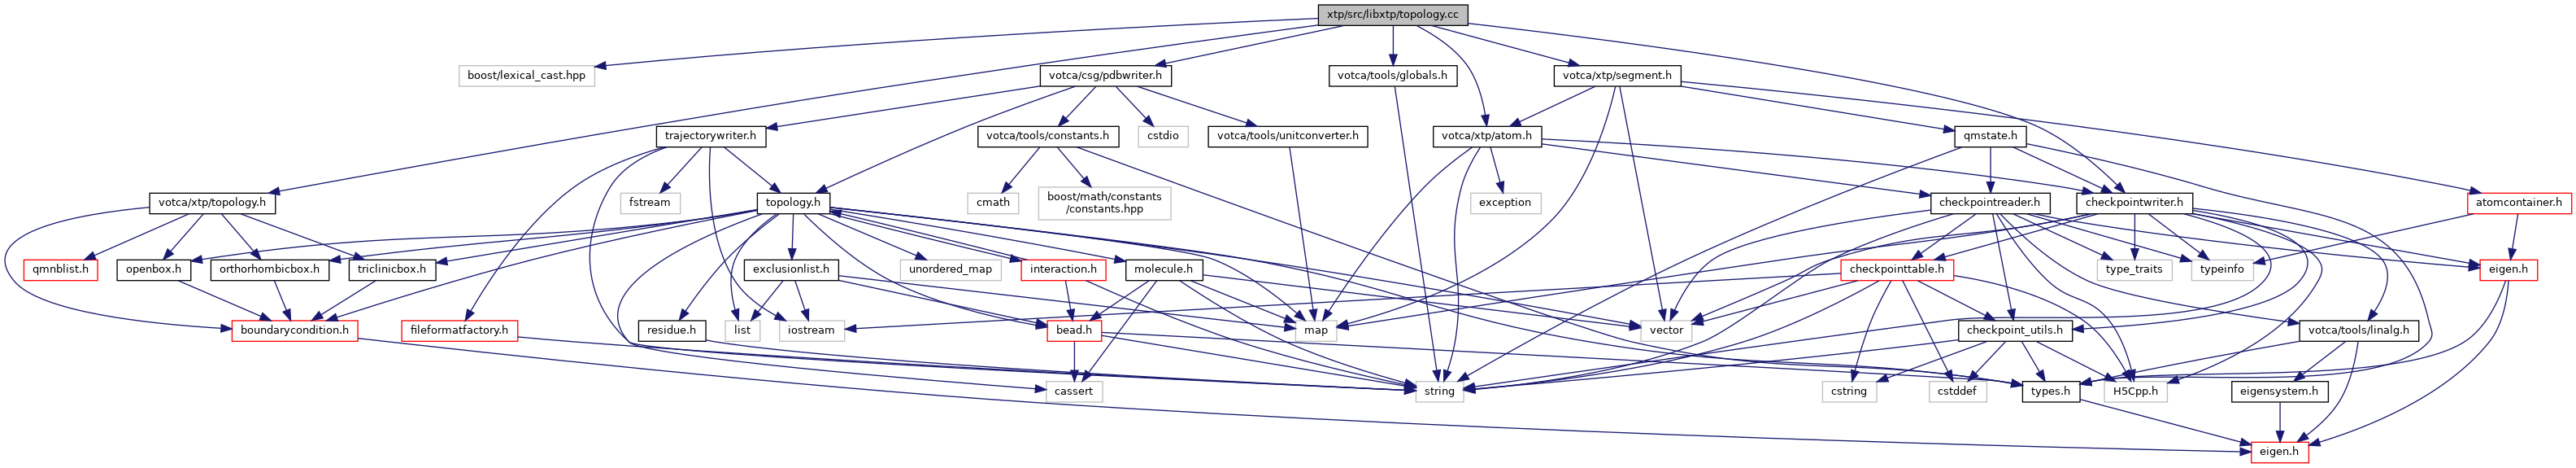 xtp/src/libxtp/topology.cc
boost/lexical_cast.hpp
votca/csg/pdbwriter.h
votca/tools/globals.h
votca/xtp/segment.h
trajectorywriter.h
votca/tools/constants.h
cstdio
votca/tools/unitconverter.h
votca/xtp/atom.h
qmstate.h
votca/xtp/topology.h
fstream
topology.h
cmath
boost/math/constants
/constants.hpp
exception
checkpointreader.h
checkpointwriter.h
atomcontainer.h
qmnblist.h
openbox.h
orthorhombicbox.h
triclinicbox.h
exclusionlist.h
unordered_map
interaction.h
molecule.h
checkpointtable.h
type_traits
typeinfo
eigen.h
boundarycondition.h
fileformatfactory.h
residue.h
list
iostream
bead.h
map
vector
checkpoint_utils.h
votca/tools/linalg.h
cassert
string
cstring
cstddef
types.h
H5Cpp.h
eigensystem.h
eigen.h